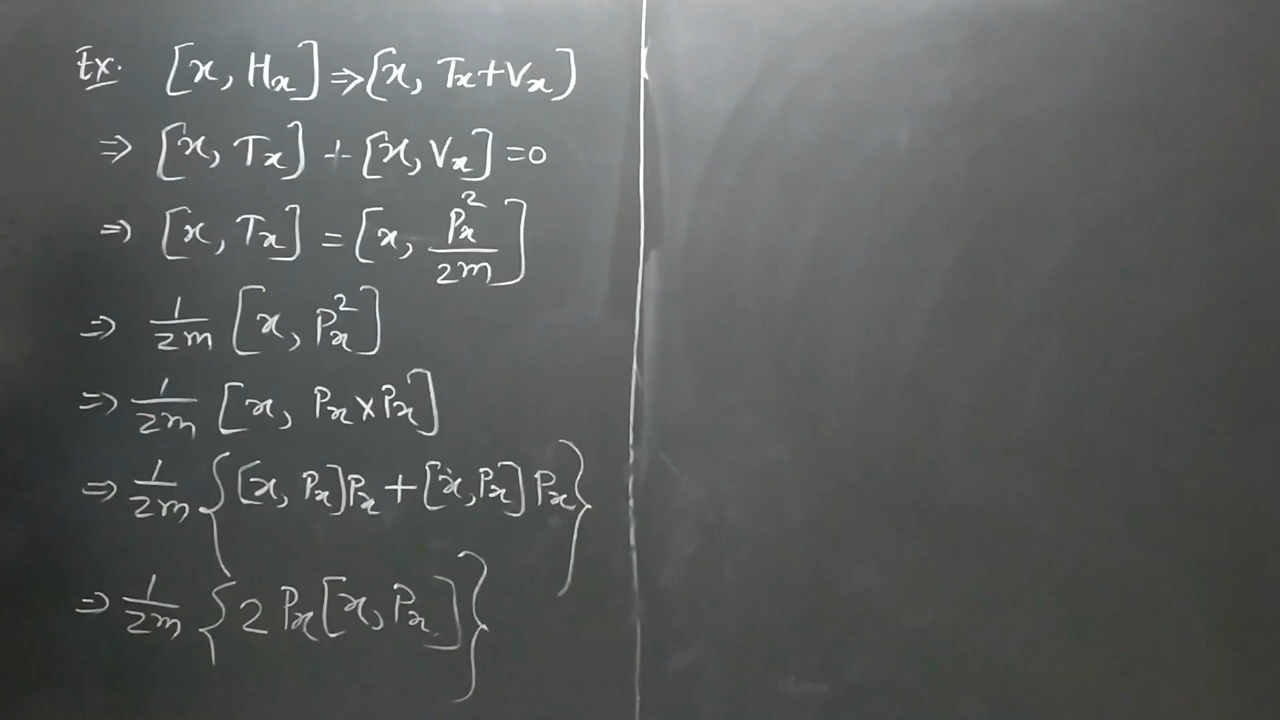 Ex. [x, Hx] ⇒ [x, Tx+Vx]
⇒ [x, Tx] + [x, Vx] = 0
⇒ [x, Tx] = [x, Px²/2m]
⇒ 1/2m [x, Px²]
⇒ 1/2m [x, Px × Px]
⇒ 1/2m {[x, Px]Px + [x, Px] Px}
⇒ 1/2m {2 Px [x, Px]}